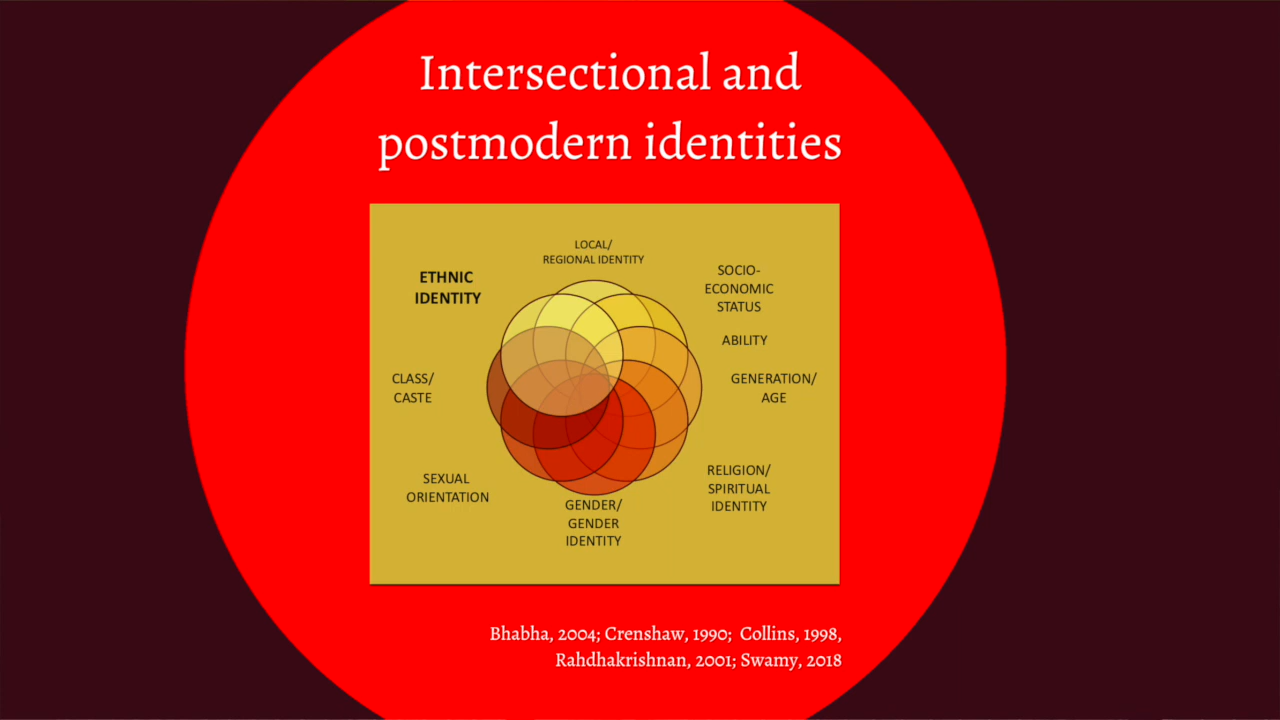 Intersectional and
postmodern identities
LOCAL/
REGIONAL IDENTITY
ETHNIC
IDENTITY
SOCIO-
ECONOMIC
STATUS
ABILITY
CLASS/
CASTE
GENERATION/
AGE
SEXUAL
ORIENTATION
RELIGION/
SPIRITUAL
IDENTITY
GENDER/
GENDER
IDENTITY
Bhabha, 2004; Crenshaw, 1990; Collins, 1998,
Rahdhakrishnan, 2001; Swamy, 2018